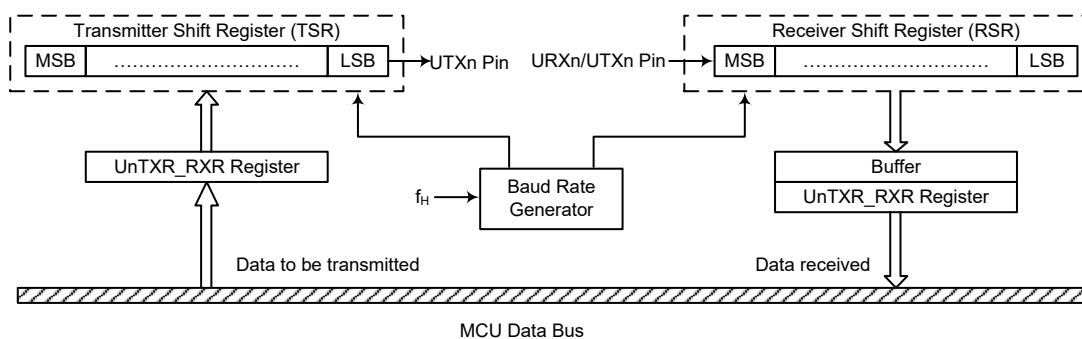 Transmitter Shift Register (TSR)
MSB ………………………… LSB
UTXn Pin
URXn/UTXn Pin
Receiver Shift Register (RSR)
MSB ………………………… LSB
UnTXR_RXR Register
fH
Baud Rate
Generator
Buffer
UnTXR_RXR Register
Data to be transmitted
Data received
MCU Data Bus